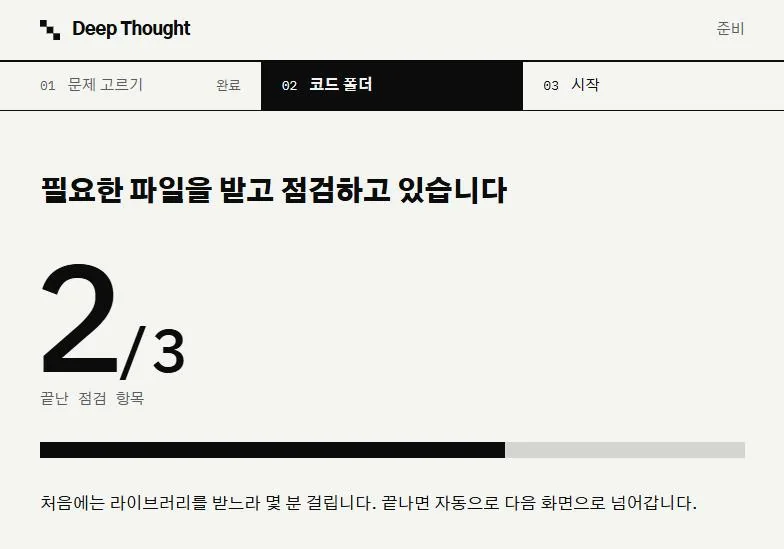 Deep Thought
준비
01 문제 고르기 완료
02 코드 폴더
03 시작
필요한 파일을 받고 점검하고 있습니다
2/3
끝난 점검 항목
처음에는 라이브러리를 받느라 몇 분 걸립니다. 끝나면 자동으로 다음 화면으로 넘어갑니다.